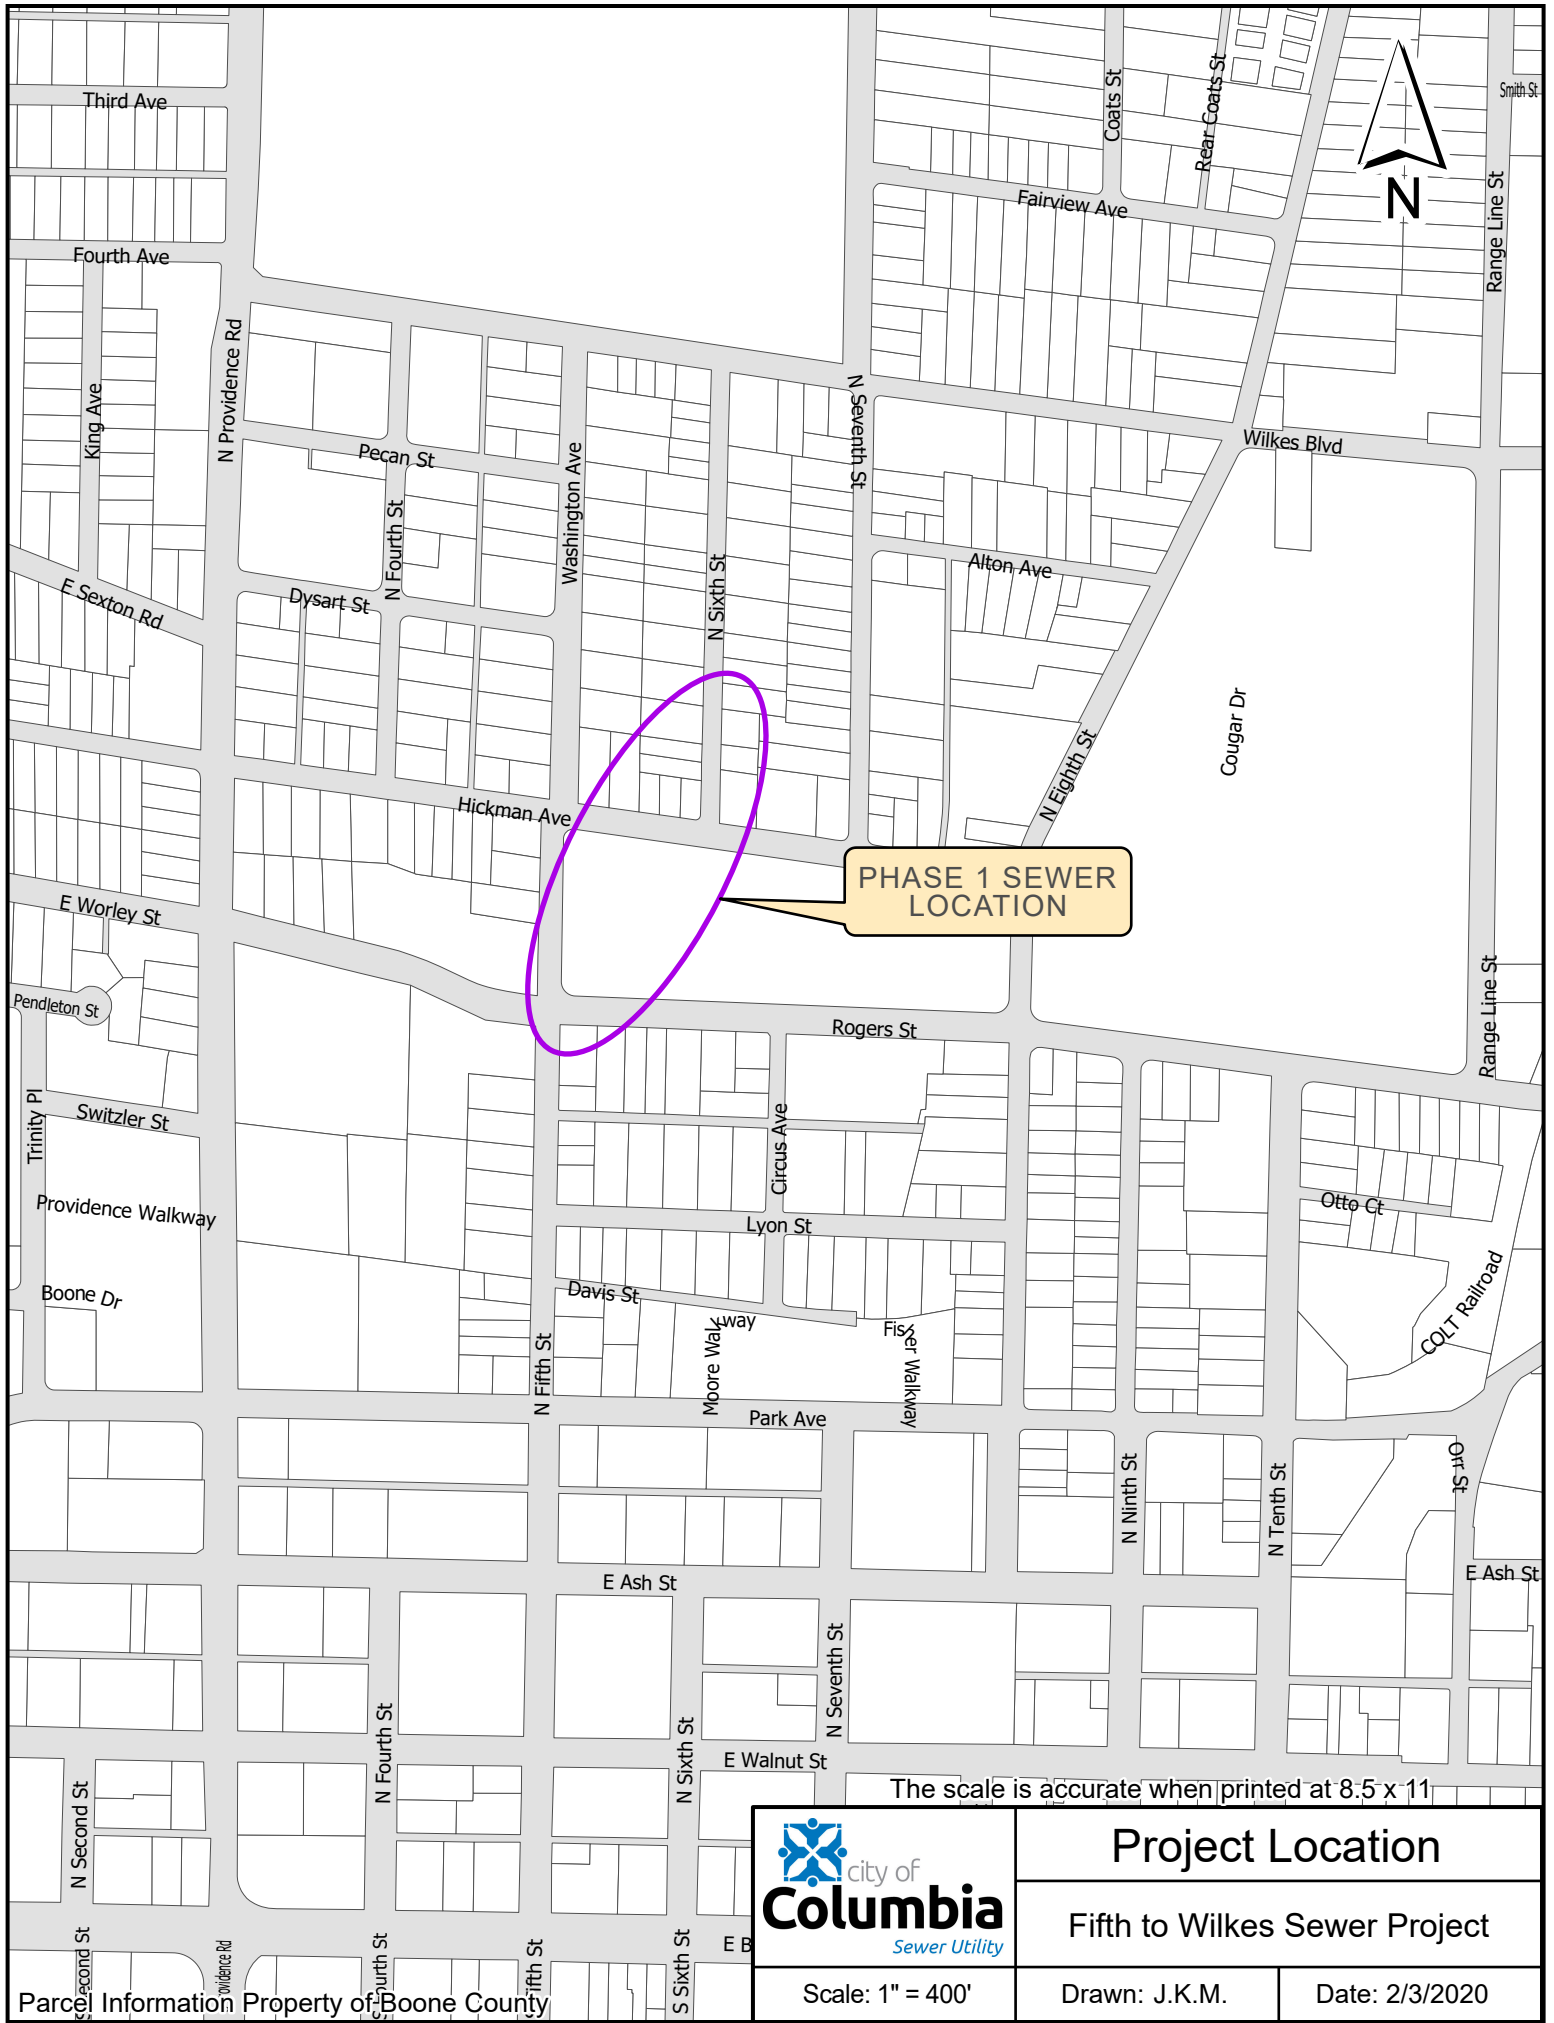 Third Ave
Coats St
Rear Coats St
Smith St
N
Range Line St
Fairview Ave
Fourth Ave
N Providence Rd
King Ave
N Seventh St
Wilkes Blvd
Pecan St
Washington Ave
N Fourth St
N Sixth St
Alton Ave
E Sexton Rd
Dysart St
Cougar Dr
N Eighth St
Hickman Ave
PHASE 1 SEWER
LOCATION
E Worley St
Pendleton St
Rogers St
Range Line St
Trinity Pl
Switzler St
Circus Ave
Providence Walkway
Lyon St
Otto Ct
Boone Dr
Davis St
COLT Railroad
N Fifth St
Moore Walkway
Walkway
Park Ave
Orr St
N Ninth St
N Tenth St
E Ash St
E Ash St
N Seventh St
N Fourth St
N Sixth St
E Walnut St
N Second St
The scale is accurate when printed at 8.5 x 11
city of
Columbia
Sewer Utility
Project Location
Fifth to Wilkes Sewer Project
Scale: 1" = 400'
Drawn: J.K.M.
Date: 2/3/2020
S Sixth St
E B
Parcel Information Property of Boone County